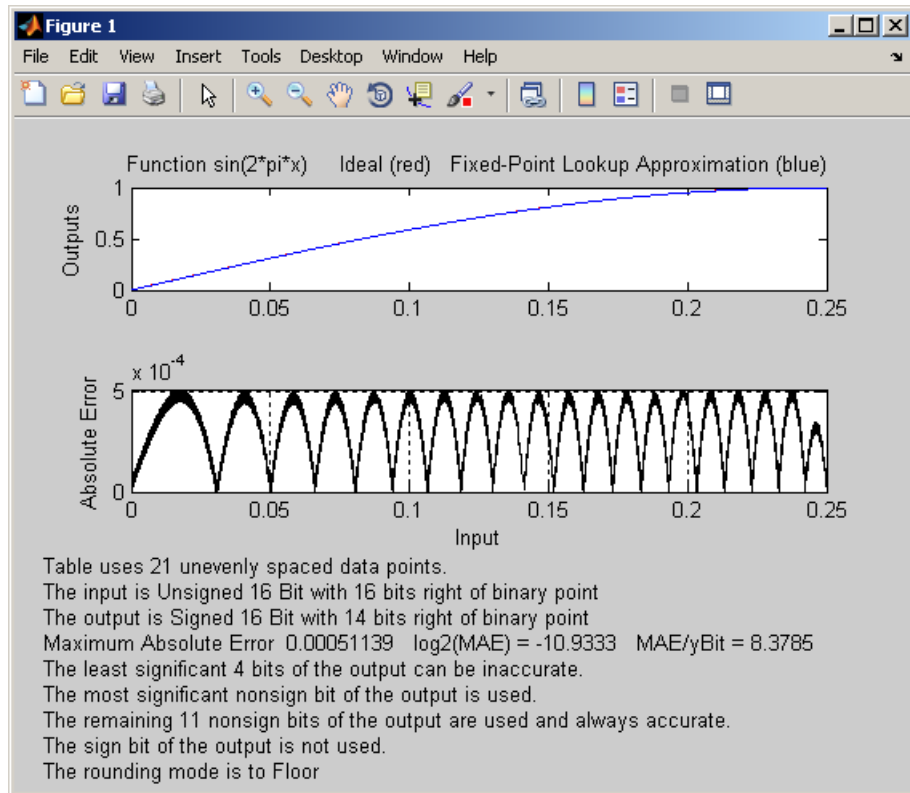 Figure 1
File Edit View Insert Tools Desktop Window Help
Function sin(2*pi*x) Ideal (red) Fixed-Point Lookup Approximation (blue)
Outputs
1
0.5
0
0 0.05 0.1 0.15 0.2 0.25
x 10^-4
Absolute Error
5
0
0 0.05 0.1 0.15 0.2 0.25
Input
Table uses 21 unevenly spaced data points.
The input is Unsigned 16 Bit with 16 bits right of binary point
The output is Signed 16 Bit with 14 bits right of binary point
Maximum Absolute Error 0.00051139 log2(MAE) = -10.9333 MAE/yBit = 8.3785
The least significant 4 bits of the output can be inaccurate.
The most significant nonsign bit of the output is used.
The remaining 11 nonsign bits of the output are used and always accurate.
The sign bit of the output is not used.
The rounding mode is to Floor